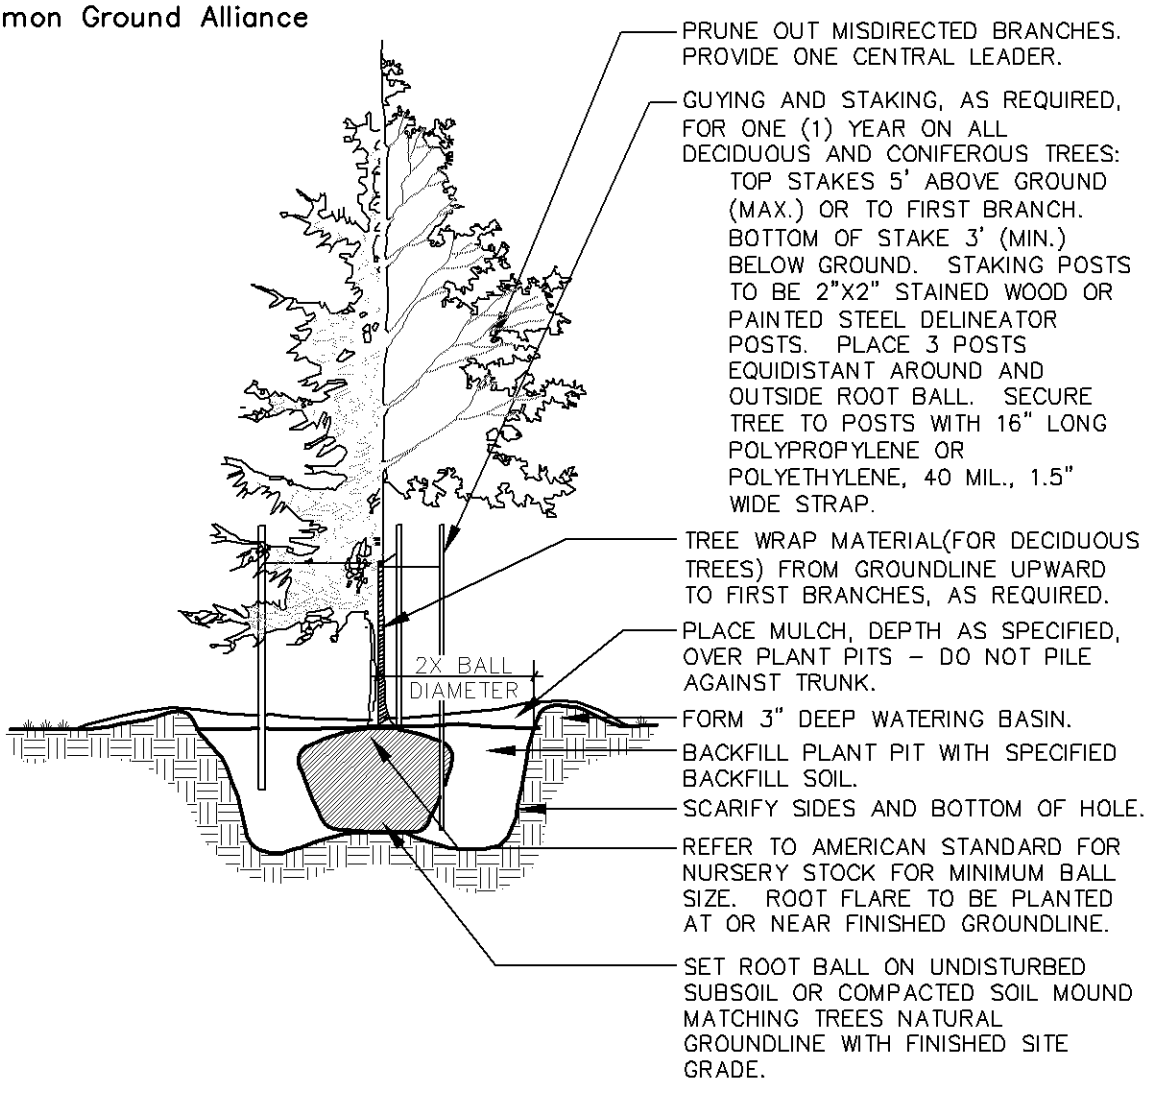 mon Ground Alliance
PRUNE OUT MISDIRECTED BRANCHES.
PROVIDE ONE CENTRAL LEADER.
GUYING AND STAKING, AS REQUIRED,
FOR ONE (1) YEAR ON ALL
DECIDUOUS AND CONIFEROUS TREES:
TOP STAKES 5' ABOVE GROUND
(MAX.) OR TO FIRST BRANCH.
BOTTOM OF STAKE 3' (MIN.)
BELOW GROUND. STAKING POSTS
TO BE 2"X2" STAINED WOOD OR
PAINTED STEEL DELINEATOR
POSTS. PLACE 3 POSTS
EQUIDISTANT AROUND AND
OUTSIDE ROOT BALL. SECURE
TREE TO POSTS WITH 16" LONG
POLYPROPYLENE OR
POLYETHYLENE, 40 MIL., 1.5"
WIDE STRAP.
TREE WRAP MATERIAL(FOR DECIDUOUS
TREES) FROM GROUNDLINE UPWARD
TO FIRST BRANCHES, AS REQUIRED.
PLACE MULCH, DEPTH AS SPECIFIED,
OVER PLANT PITS – DO NOT PILE
AGAINST TRUNK.
2X BALL
DIAMETER
FORM 3" DEEP WATERING BASIN.
BACKFILL PLANT PIT WITH SPECIFIED
BACKFILL SOIL.
SCARIFY SIDES AND BOTTOM OF HOLE.
REFER TO AMERICAN STANDARD FOR
NURSERY STOCK FOR MINIMUM BALL
SIZE. ROOT FLARE TO BE PLANTED
AT OR NEAR FINISHED GROUNDLINE.
SET ROOT BALL ON UNDISTURBED
SUBSOIL OR COMPACTED SOIL MOUND
MATCHING TREES NATURAL
GROUNDLINE WITH FINISHED SITE
GRADE.